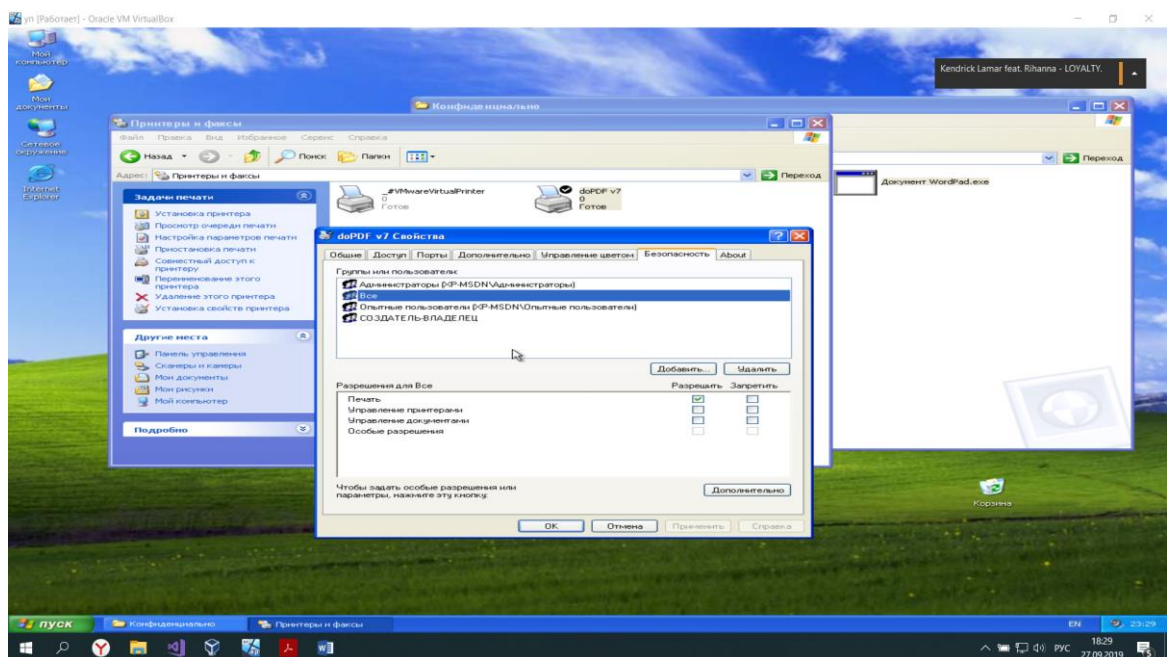 уп [Работает] - Oracle VM VirtualBox
Мой компьютер
Kendrick Lamar feat. Rihanna - LOYALTY.
Мои документы
Конфиденциально
Принтеры и факсы
Файл Правка Вид Избранное Сервис Справка
Сетевое окружение
Назад
Поиск
Папки
Переход
Адрес: Принтеры и факсы
Переход
Internet Explorer
_#VMwareVirtualPrinter
0
Готов
doPDF v7
0
Готов
Документ WordPad.exe
Задачи печати
Установка принтера
Просмотр очереди печати
Настройка параметров печати
Приостановка печати
Совместный доступ к принтеру
Переименование этого принтера
Удаление этого принтера
Установка свойств принтера
Другие места
Панель управления
Сканеры и камеры
Мои документы
Мои рисунки
Мой компьютер
Подробно
doPDF v7 Свойства
Общие Доступ Порты Дополнительно Управление цветом Безопасность About
Группы или пользователи:
Администраторы (XP-MSDN\Администраторы)
Все
Опытные пользователи (XP-MSDN\Опытные пользователи)
СОЗДАТЕЛЬ-ВЛАДЕЛЕЦ
Добавить... Удалить
Разрешения для Все Разрешить Запретить
Печать
Управление принтерами
Управление документами
Особые разрешения
Чтобы задать особые разрешения или
параметры, нажмите эту кнопку.
Дополнительно
OK Отмена Применить Справка
Корзина
пуск Конфиденциально Принтеры и факсы EN 23:29
РУС 18:29
27.09.2019